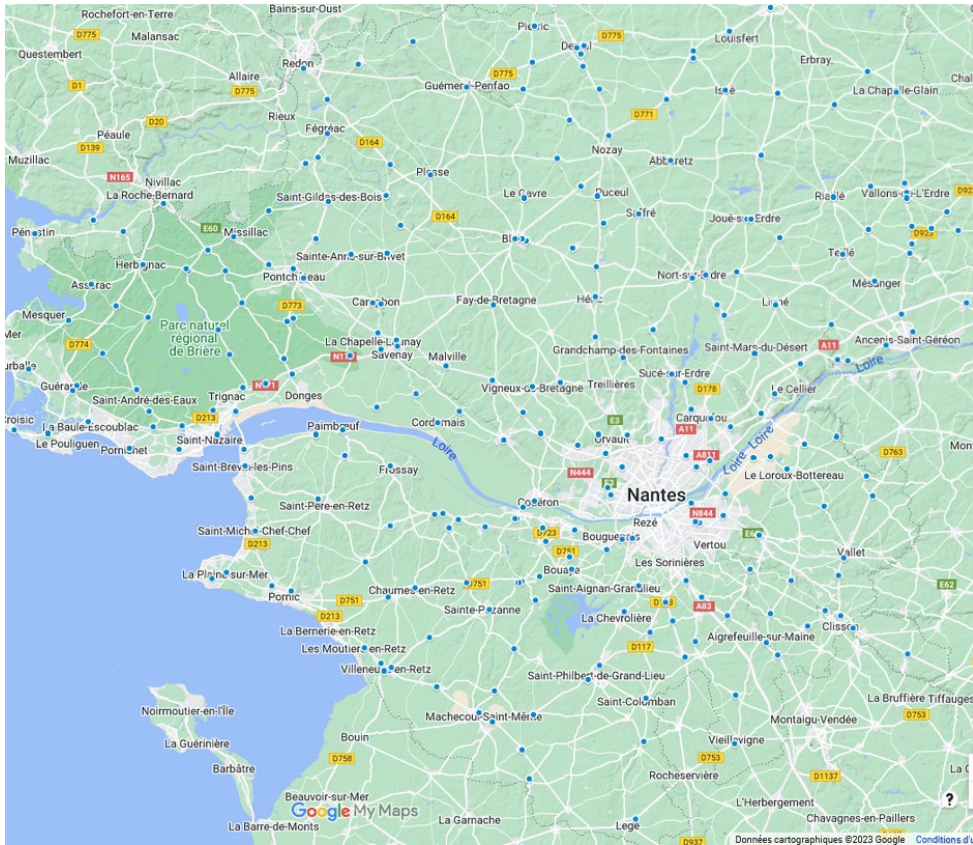 Rochefort-en-Terre
Bains-sur-Oust
D775
Malansac
D775
Louisfert
Questembert
Redon
Erbray
Allaire
D775
D775
Guémené-Penfao
D1
Issé
La Chapelle-Glain
Rieux
D20
D771
Péaule
Fégréac
D164
D139
Nozay
Muzillac
Abbaretz
N165
Nivillac
Plessé
La Roche-Bernard
Saint-Gildas-des-Bois
Le Gavre
Puceul
Riaillé
Vallons-de-l'Erdre
D164
Saffré
Joué-sur-Erdre
E60
Pénestin
Missillac
Sainte-Anne-sur-Brivet
Teillé
Herbignac
Pontchâteau
Nort-sur-Erdre
Assérac
Mésanger
Fay-de-Bretagne
Héric
Ligné
Mesquer
D773
Parc naturel
régional
de Brière
La Chapelle-Launay
D774
Savenay
Grandchamp-des-Fontaines
Saint-Mars-du-Désert
A11
Ancenis-Saint-Géréon
Malville
Loire
Sucé-sur-Erdre
Guérande
Vigneux-de-Bretagne
Treillières
D178
Le Cellier
Saint-André-des-Eaux
Trignac
Donges
D213
Carquefou
E3
Croisic
La Baule-Escoublac
Paimbœuf
Cordemais
A11
Loire
Le Pouliguen
Saint-Nazaire
Orvault
Pornichet
Loire
A811
D763
Saint-Brevin-les-Pins
Frossay
N444
Loire
Le Loroux-Bottereau
E3
Nantes
Saint-Père-en-Retz
Couëron
N844
Rezé
Saint-Michel-Chef-Chef
D723
Bouguenais
Vertou
D213
D751
Vallet
Les Sorinières
La Plaine-sur-Mer
Bouaye
E62
D751
Saint-Aignan-Grandlieu
Pornic
Chaumes-en-Retz
D751
Sainte-Pazanne
A83
D213
La Chevrolière
La Bernerie-en-Retz
Clisson
Aigrefeuille-sur-Maine
Les Moutiers-en-Retz
D117
Villeneuve-en-Retz
Saint-Philbert-de-Grand-Lieu
La Bruffière
Tiffauges
Noirmoutier-en-l'Île
Saint-Colomban
Machecoul-Saint-Même
Montaigu-Vendée
D753
La Guérinière
Bouin
Vieillevigne
D758
D753
Barbâtre
Rocheservière
D1137
Beauvoir-sur-Mer
Google My Maps
?
L'Herbergement
La Barre-de-Monts
La Garnache
Legé
Chavagnes-en-Paillers
D937
Données cartographiques ©2023 Google